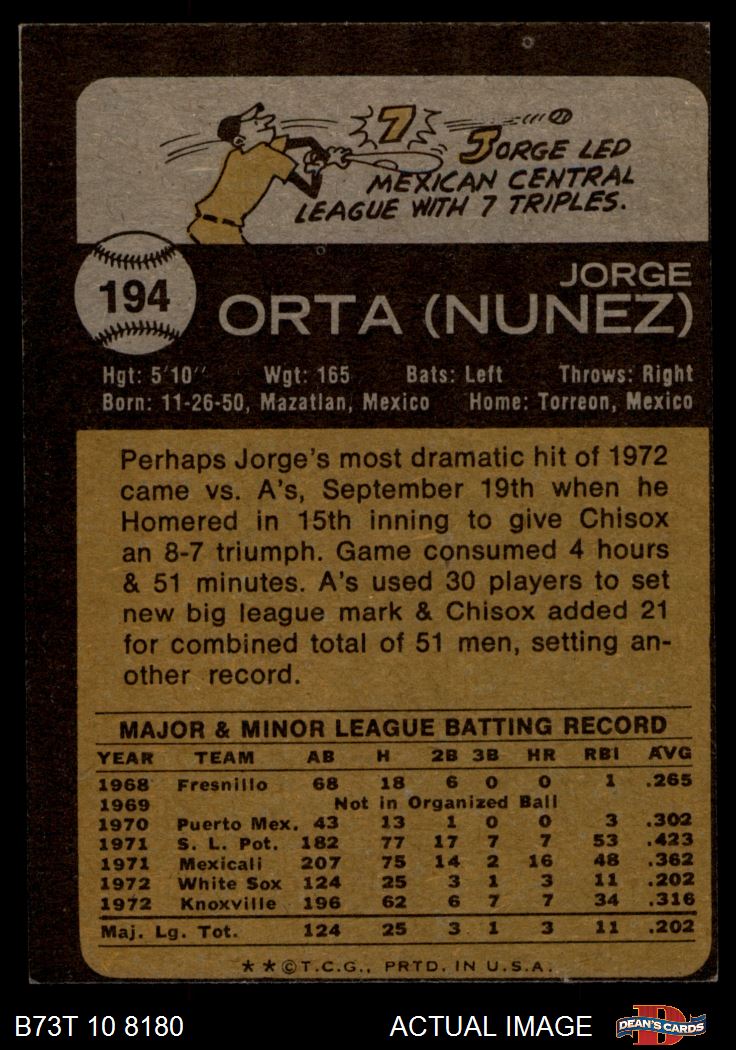 7
JORGE LED
MEXICAN CENTRAL
LEAGUE WITH 7 TRIPLES.
194
JORGE
ORTA (NUNEZ)
Hgt: 5'10" Wgt: 165 Bats: Left Throws: Right
Born: 11-26-50, Mazatlan, Mexico Home: Torreon, Mexico
Perhaps Jorge's most dramatic hit of 1972
came vs. A's, September 19th when he
Homered in 15th inning to give Chisox
an 8-7 triumph. Game consumed 4 hours
& 51 minutes. A's used 30 players to set
new big league mark & Chisox added 21
for combined total of 51 men, setting an-
other record.
MAJOR & MINOR LEAGUE BATTING RECORD
YEAR TEAM AB H 2B 3B HR RBI AVG
1968 Fresnillo 68 18 6 0 0 1 .265
1969 Not in Organized Ball
1970 Puerto Mex. 43 13 1 0 0 3 .302
1971 S. L. Pot. 182 77 17 7 7 53 .423
1971 Mexicali 207 75 14 2 16 48 .362
1972 White Sox 124 25 3 1 3 11 .202
1972 Knoxville 196 62 6 7 7 34 .316
Maj. Lg. Tot. 124 25 3 1 3 11 .202
**©T.C.G., PRTD. IN U.S.A.
B73T 10 8180 ACTUAL IMAGE DEAN'S CARDS